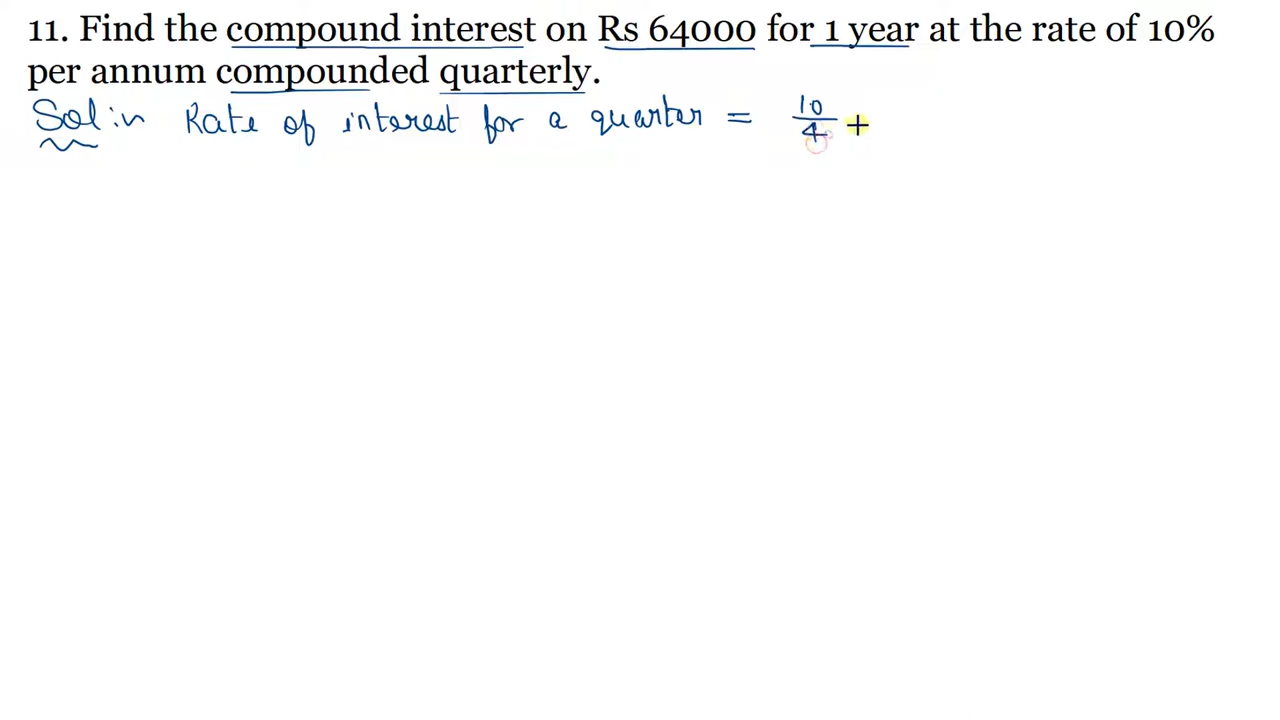 11. Find the compound interest on Rs 64000 for 1 year at the rate of 10%
per annum compounded quarterly.
Sol:n Rate of interest for a quarter = 10/4